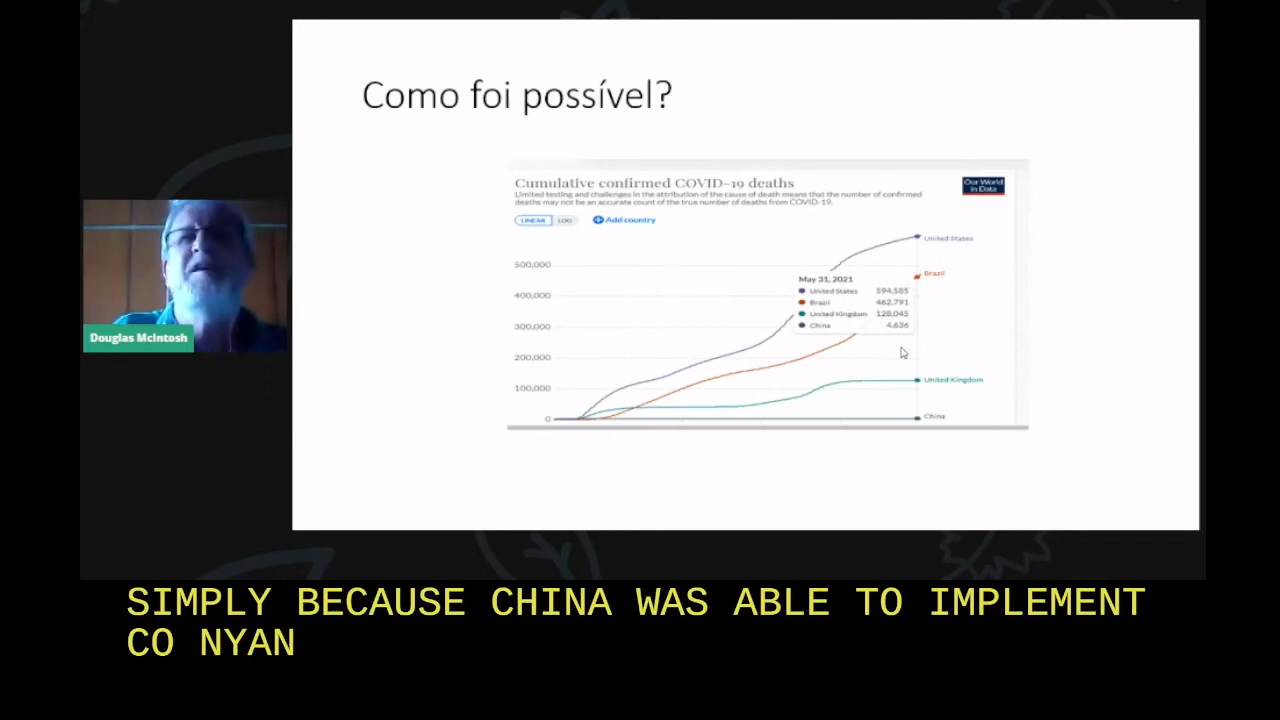 Como foi possível?
Cumulative confirmed COVID-19 deaths
Our World
in Data
Limited testing and challenges in the attribution of the cause of death means that the number of confirmed
deaths may not be an accurate count of the true number of deaths from COVID-19.
LINEAR LOG Add country
United States
500,000
Brazil
May 31, 2021
United States 594,585
400,000
Brazil 462,791
United Kingdom 128,045
China 4,636
300,000
200,000
United Kingdom
100,000
China
0
Douglas McIntosh
SIMPLY BECAUSE CHINA WAS ABLE TO IMPLEMENT
CO NYAN